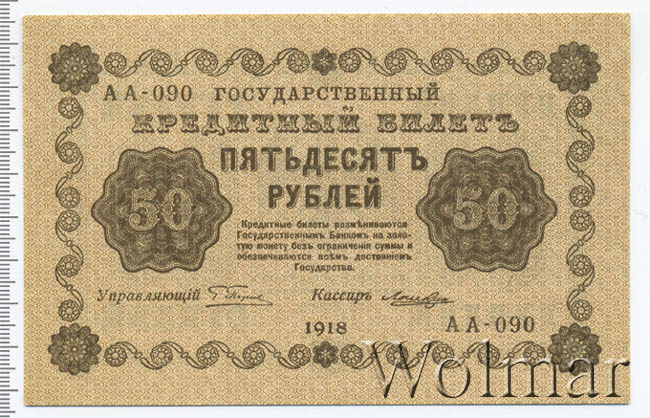 АА-090 ГОСУДАРСТВЕННЫЙ
КРЕДИТНЫЙ БИЛЕТЪ
ПЯТЬДЕСЯТЪ
РУБЛЕЙ
50 50
Кредитные билеты размѣниваются
Государственнымъ Банкомъ на золо-
тую монету безъ ограниченія суммы и
обезпечиваются всѣмъ достояніемъ
Государства.
Управляющій Кассиръ
1918 АА-090
Wolmar